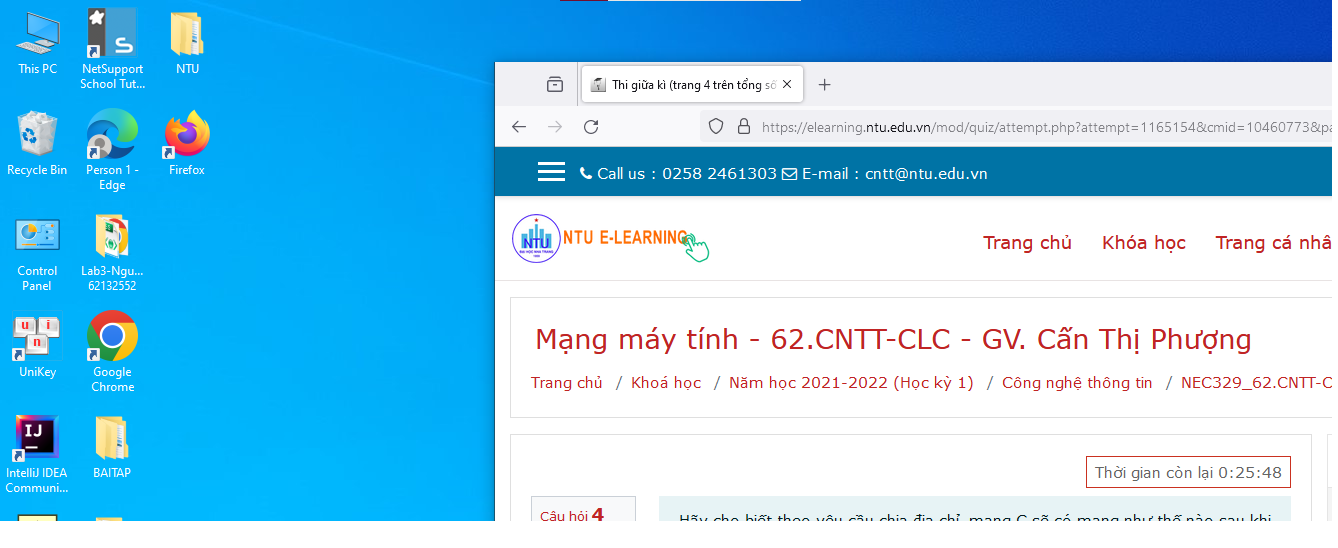 This PC
NetSupport
School Tut...
NTU
Recycle Bin
Person 1 -
Edge
Firefox
Control
Panel
Lab3-Ngu...
62132552
UniKey
Google
Chrome
IntelliJ IDEA
Communi...
BAITAP
Thi giữa kì (trang 4 trên tổng số
https://elearning.ntu.edu.vn/mod/quiz/attempt.php?attempt=1165154&cmid=10460773&pa
Call us : 0258 2461303 E-mail : cntt@ntu.edu.vn
NTU
NTU E-LEARNING
Trang chủ Khóa học Trang cá nhâ
Mạng máy tính - 62.CNTT-CLC - GV. Cấn Thị Phượng
Trang chủ / Khoá học / Năm học 2021-2022 (Học kỳ 1) / Công nghệ thông tin / NEC329_62.CNTT-C
Thời gian còn lại 0:25:48
Câu hỏi 4
Hãy cho biết theo yêu cầu chia địa chỉ mạng C sẽ có mạng như thế nào sau khi